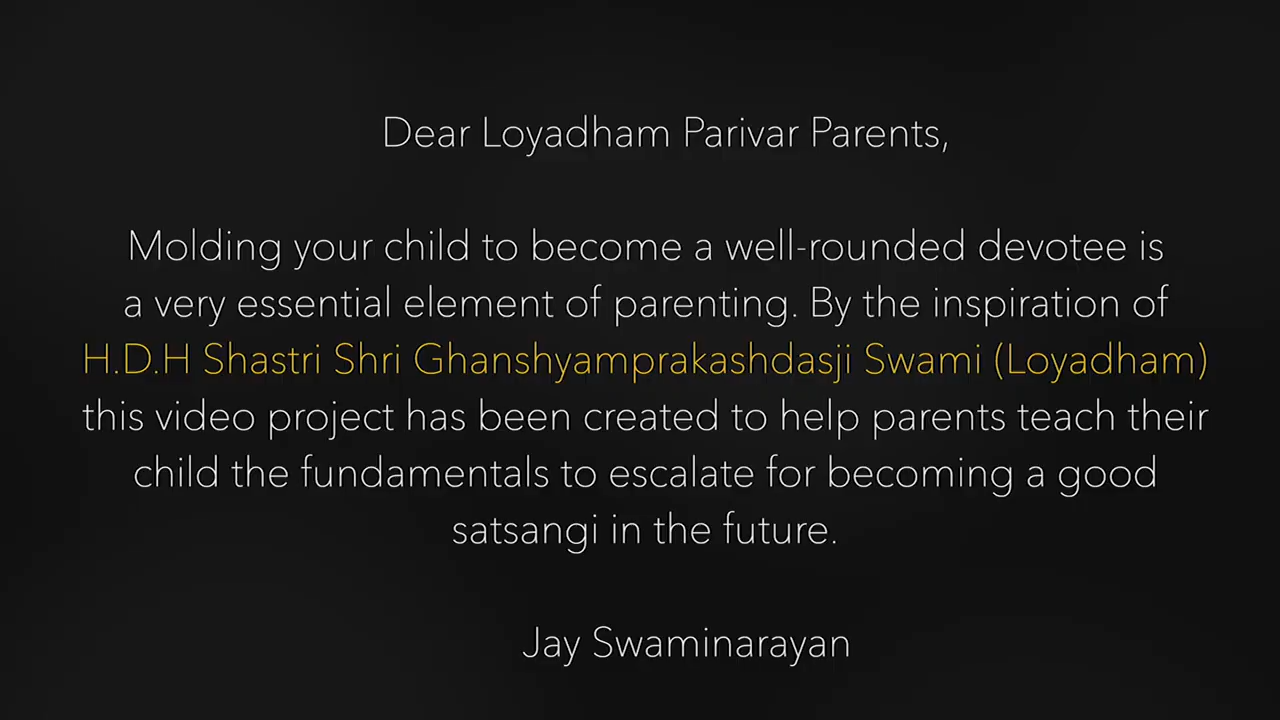 Dear Loyadham Parivar Parents,
Molding your child to become a well-rounded devotee is
a very essential element of parenting. By the inspiration of
H.D.H Shastri Shri Ghanshyamprakashdasji Swami (Loyadham)
this video project has been created to help parents teach their
child the fundamentals to escalate for becoming a good
satsangi in the future.
Jay Swaminarayan